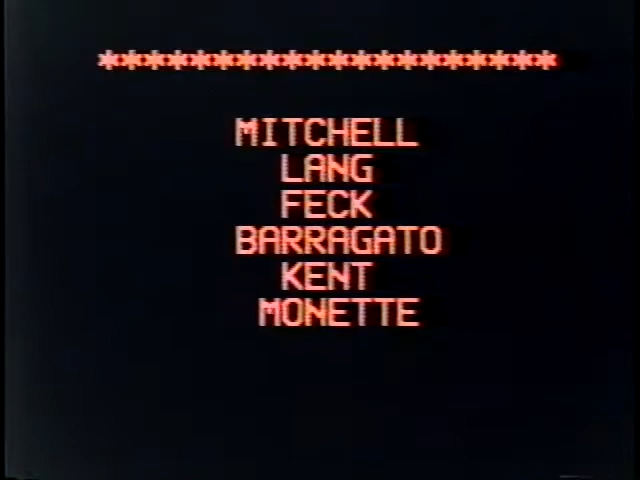 ********************
MITCHELL
LANG
FECK
BARRAGATO
KENT
MONETTE